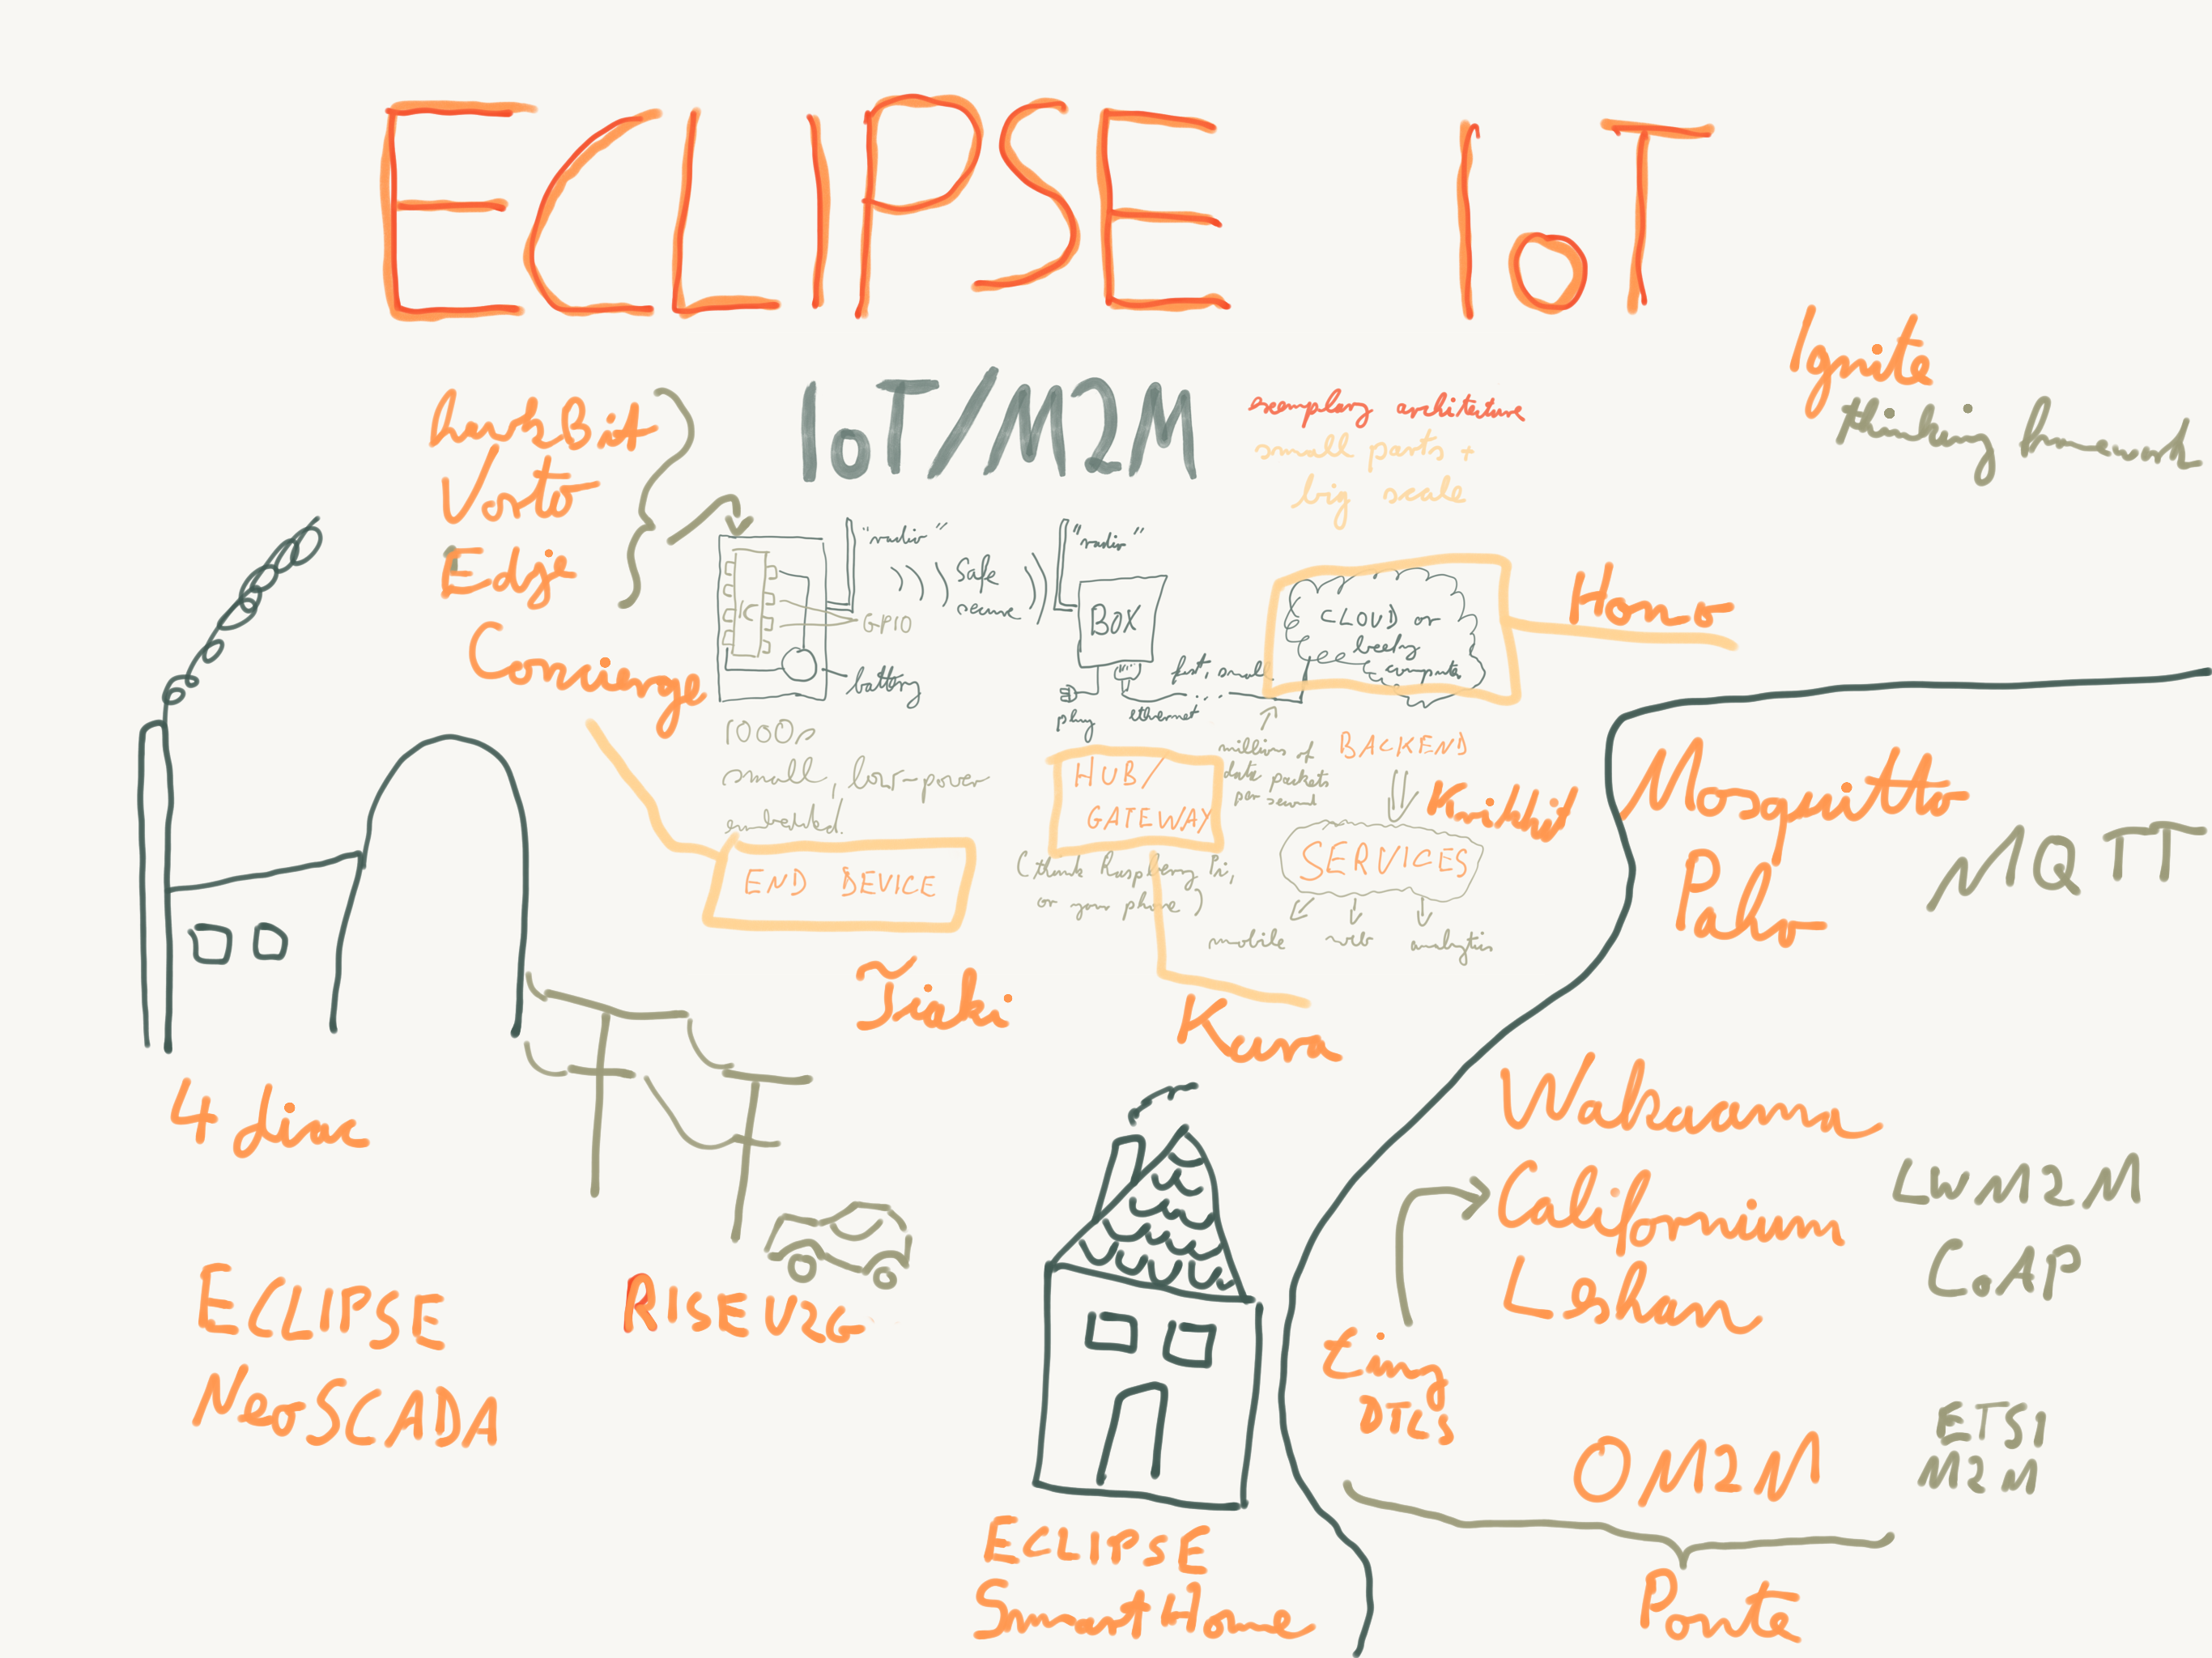 ECLIPSE IoT
Ignite
thinking framework
hawkBit
Vorto
Edje
Concierge
IoT/M2M
exemplary architecture
small parts +
big scale
"radio"
IC
GPIO
battery
Safe
secure
"radio"
BOX
plug
ethernet
fast, small
CLOUD or
beefy
computer
Hono
1000s
small, low-power
embedded.
END DEVICE
HUB/
GATEWAY
(think Raspberry Pi,
or your phone)
millions of
data packets
per second
BACKEND
Krikkit
SERVICES
mobile
web
analytics
Tiaki
Kura
Mosquitto
Paho
MQTT
4diac
ECLIPSE
NeoSCADA
RISE V2G
ECLIPSE
SmartHome
Wakaama
Californium
Leshan
LWM2M
CoAP
tiny
DTLS
OM2M
ETSI
M2M
Ponte